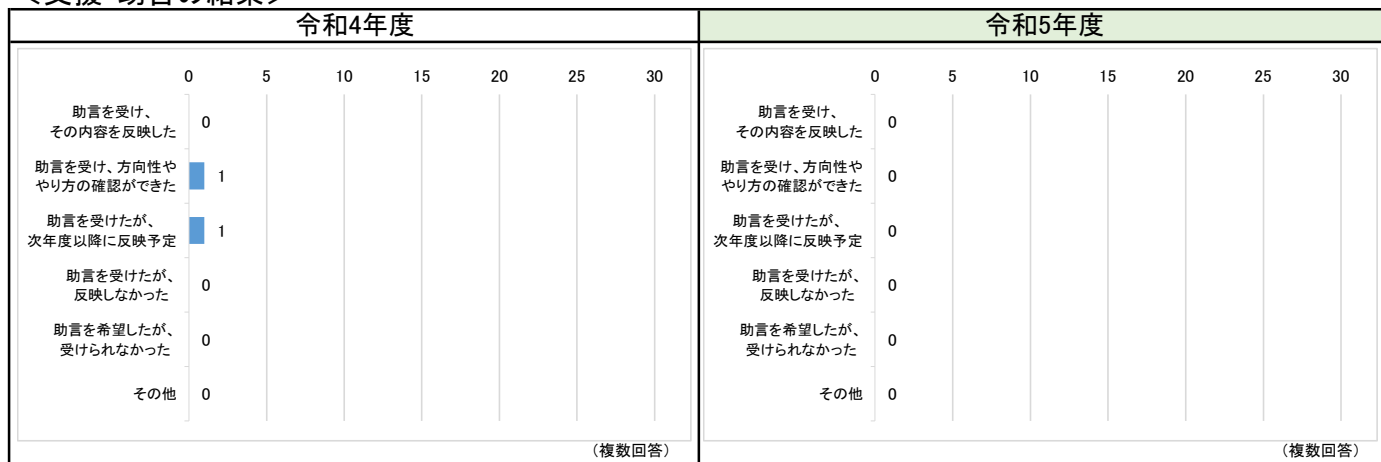 ＜支援・助言の結果＞
令和4年度
0 5 10 15 20 25 30
助言を受け、
その内容を反映した 0
助言を受け、方向性や
やり方の確認ができた 1
助言を受けたが、
次年度以降に反映予定 1
助言を受けたが、
反映しなかった 0
助言を希望したが、
受けられなかった 0
その他 0
（複数回答）
令和5年度
0 5 10 15 20 25 30
助言を受け、
その内容を反映した 0
助言を受け、方向性や
やり方の確認ができた 0
助言を受けたが、
次年度以降に反映予定 0
助言を受けたが、
反映しなかった 0
助言を希望したが、
受けられなかった 0
その他 0
（複数回答）